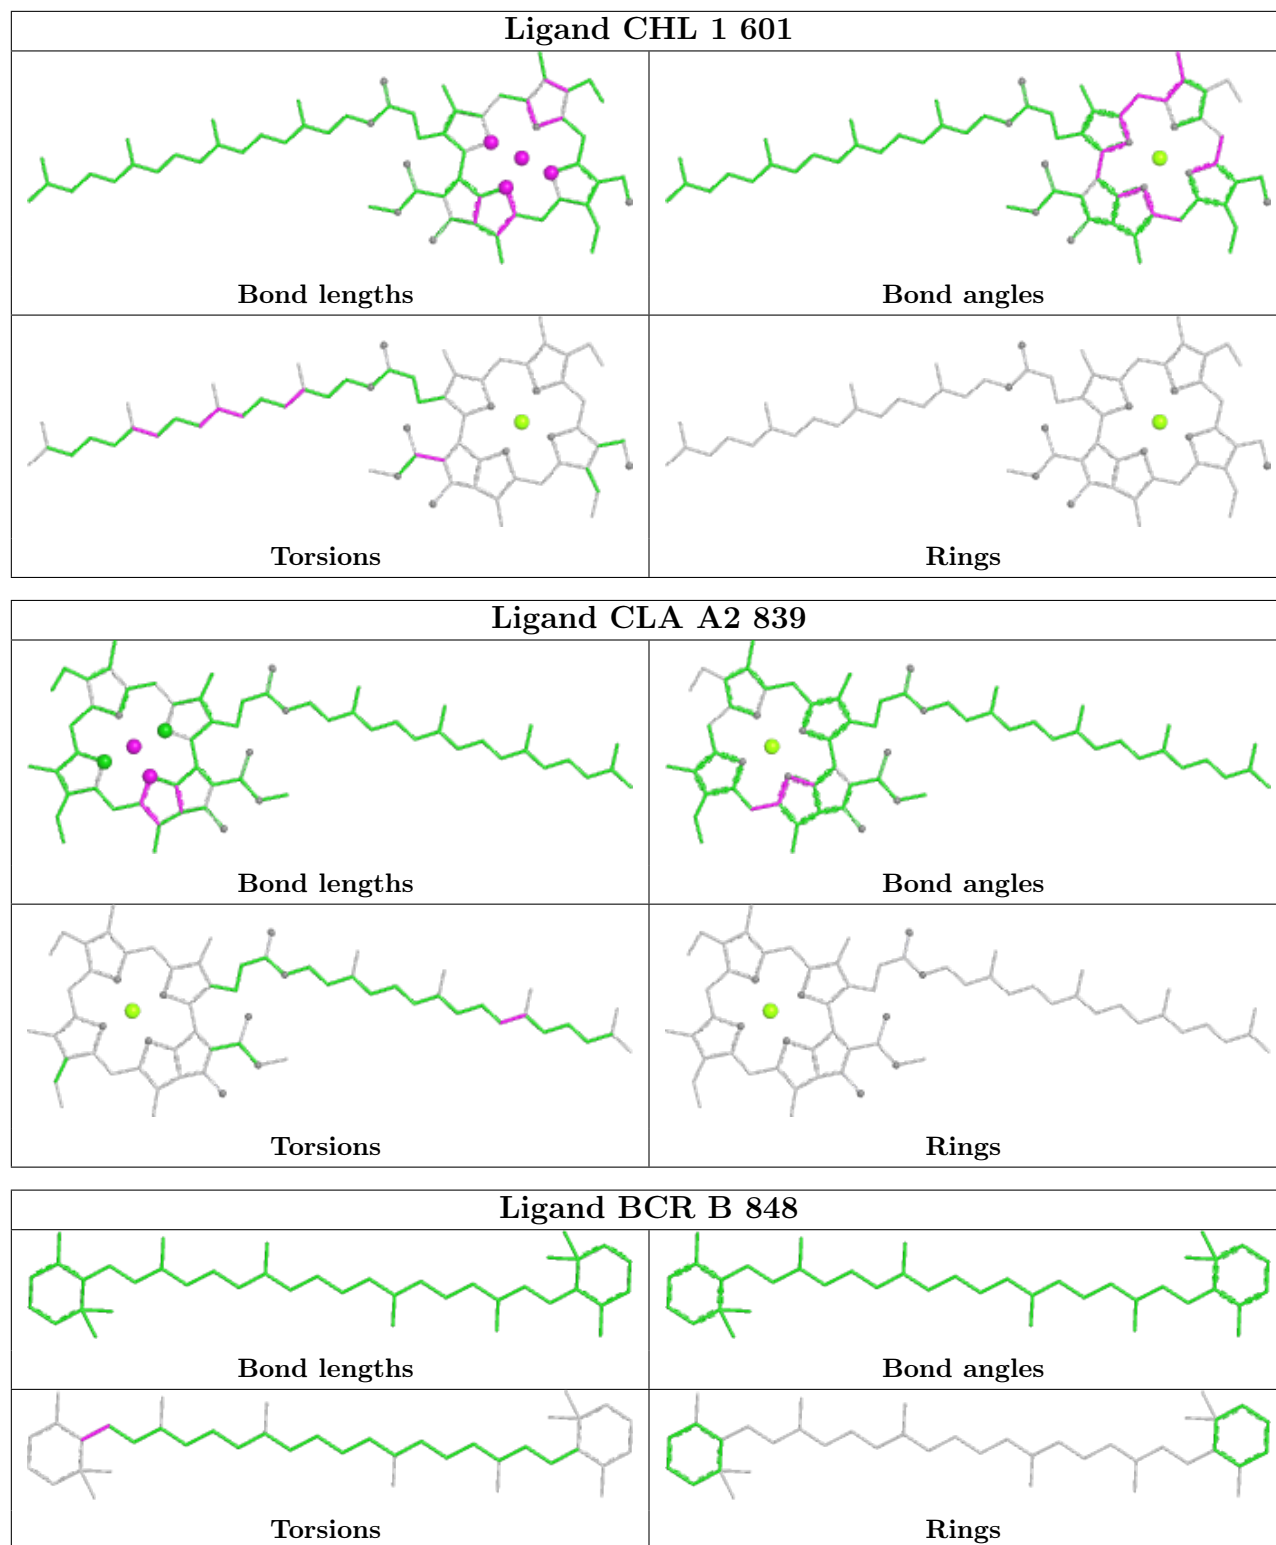 Ligand CHL 1 601
Bond lengths
Bond angles
Torsions
Rings
Ligand CLA A2 839
Bond lengths
Bond angles
Torsions
Rings
Ligand BCR B 848
Bond lengths
Bond angles
Torsions
Rings